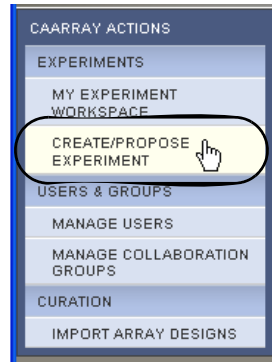 CAARRAY ACTIONS
EXPERIMENTS
MY EXPERIMENT
WORKSPACE
CREATE/PROPOSE
EXPERIMENT
USERS & GROUPS
MANAGE USERS
MANAGE COLLABORATION
GROUPS
CURATION
IMPORT ARRAY DESIGNS